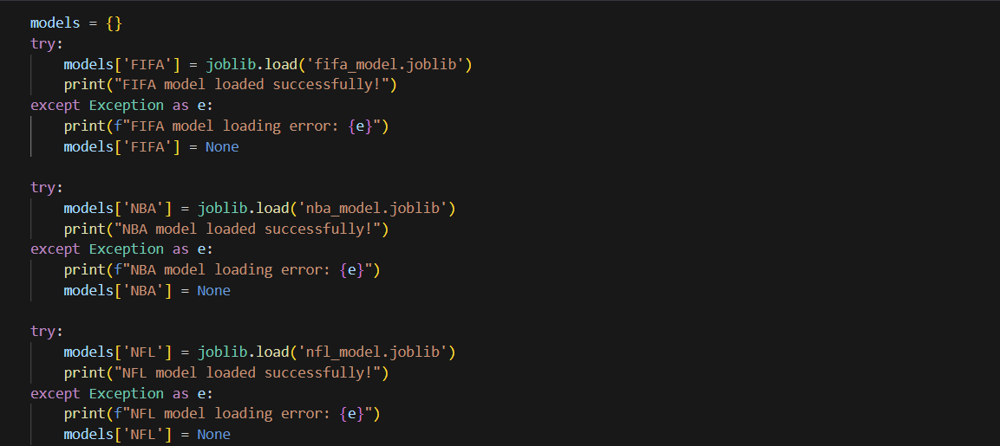 models = {}
try:
    models['FIFA'] = joblib.load('fifa_model.joblib')
    print("FIFA model loaded successfully!")
except Exception as e:
    print(f"FIFA model loading error: {e}")
    models['FIFA'] = None

try:
    models['NBA'] = joblib.load('nba_model.joblib')
    print("NBA model loaded successfully!")
except Exception as e:
    print(f"NBA model loading error: {e}")
    models['NBA'] = None

try:
    models['NFL'] = joblib.load('nfl_model.joblib')
    print("NFL model loaded successfully!")
except Exception as e:
    print(f"NFL model loading error: {e}")
    models['NFL'] = None